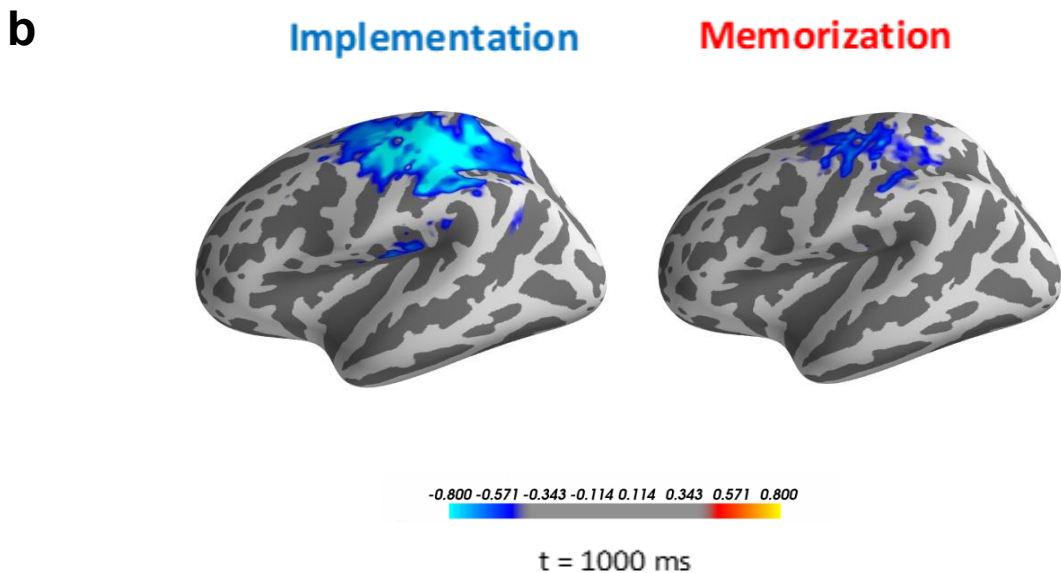 b
Implementation Memorization
-0.800 -0.571 -0.343 -0.114 0.114 0.343 0.571 0.800
t = 1000 ms